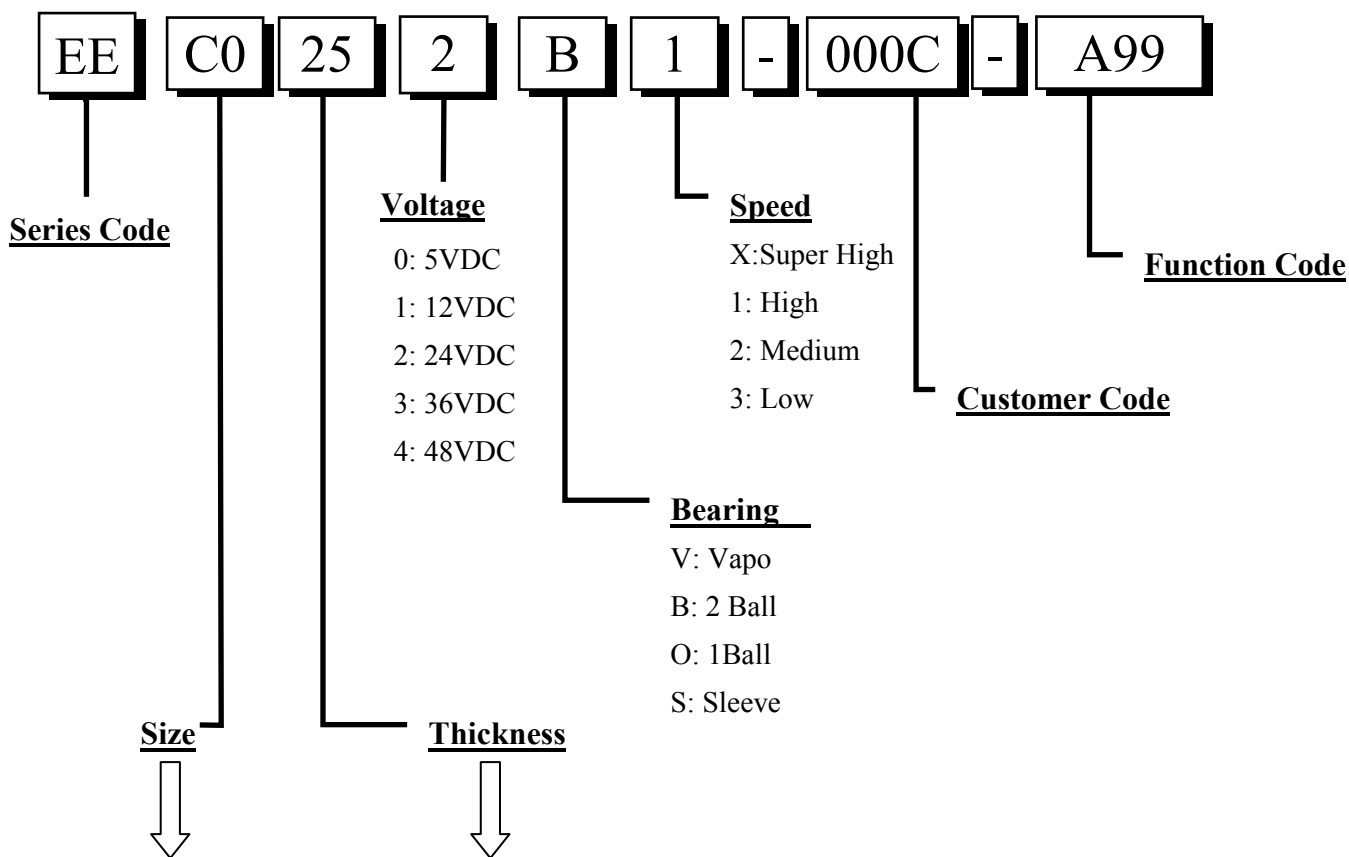 EE C0 25 2 B 1 - 000C - A99
Series Code
Voltage
0: 5VDC
1: 12VDC
2: 24VDC
3: 36VDC
4: 48VDC
Speed
X:Super High
1: High
2: Medium
3: Low
Function Code
Customer Code
Bearing
V: Vapo
B: 2 Ball
O: 1Ball
S: Sleeve
Size
Thickness